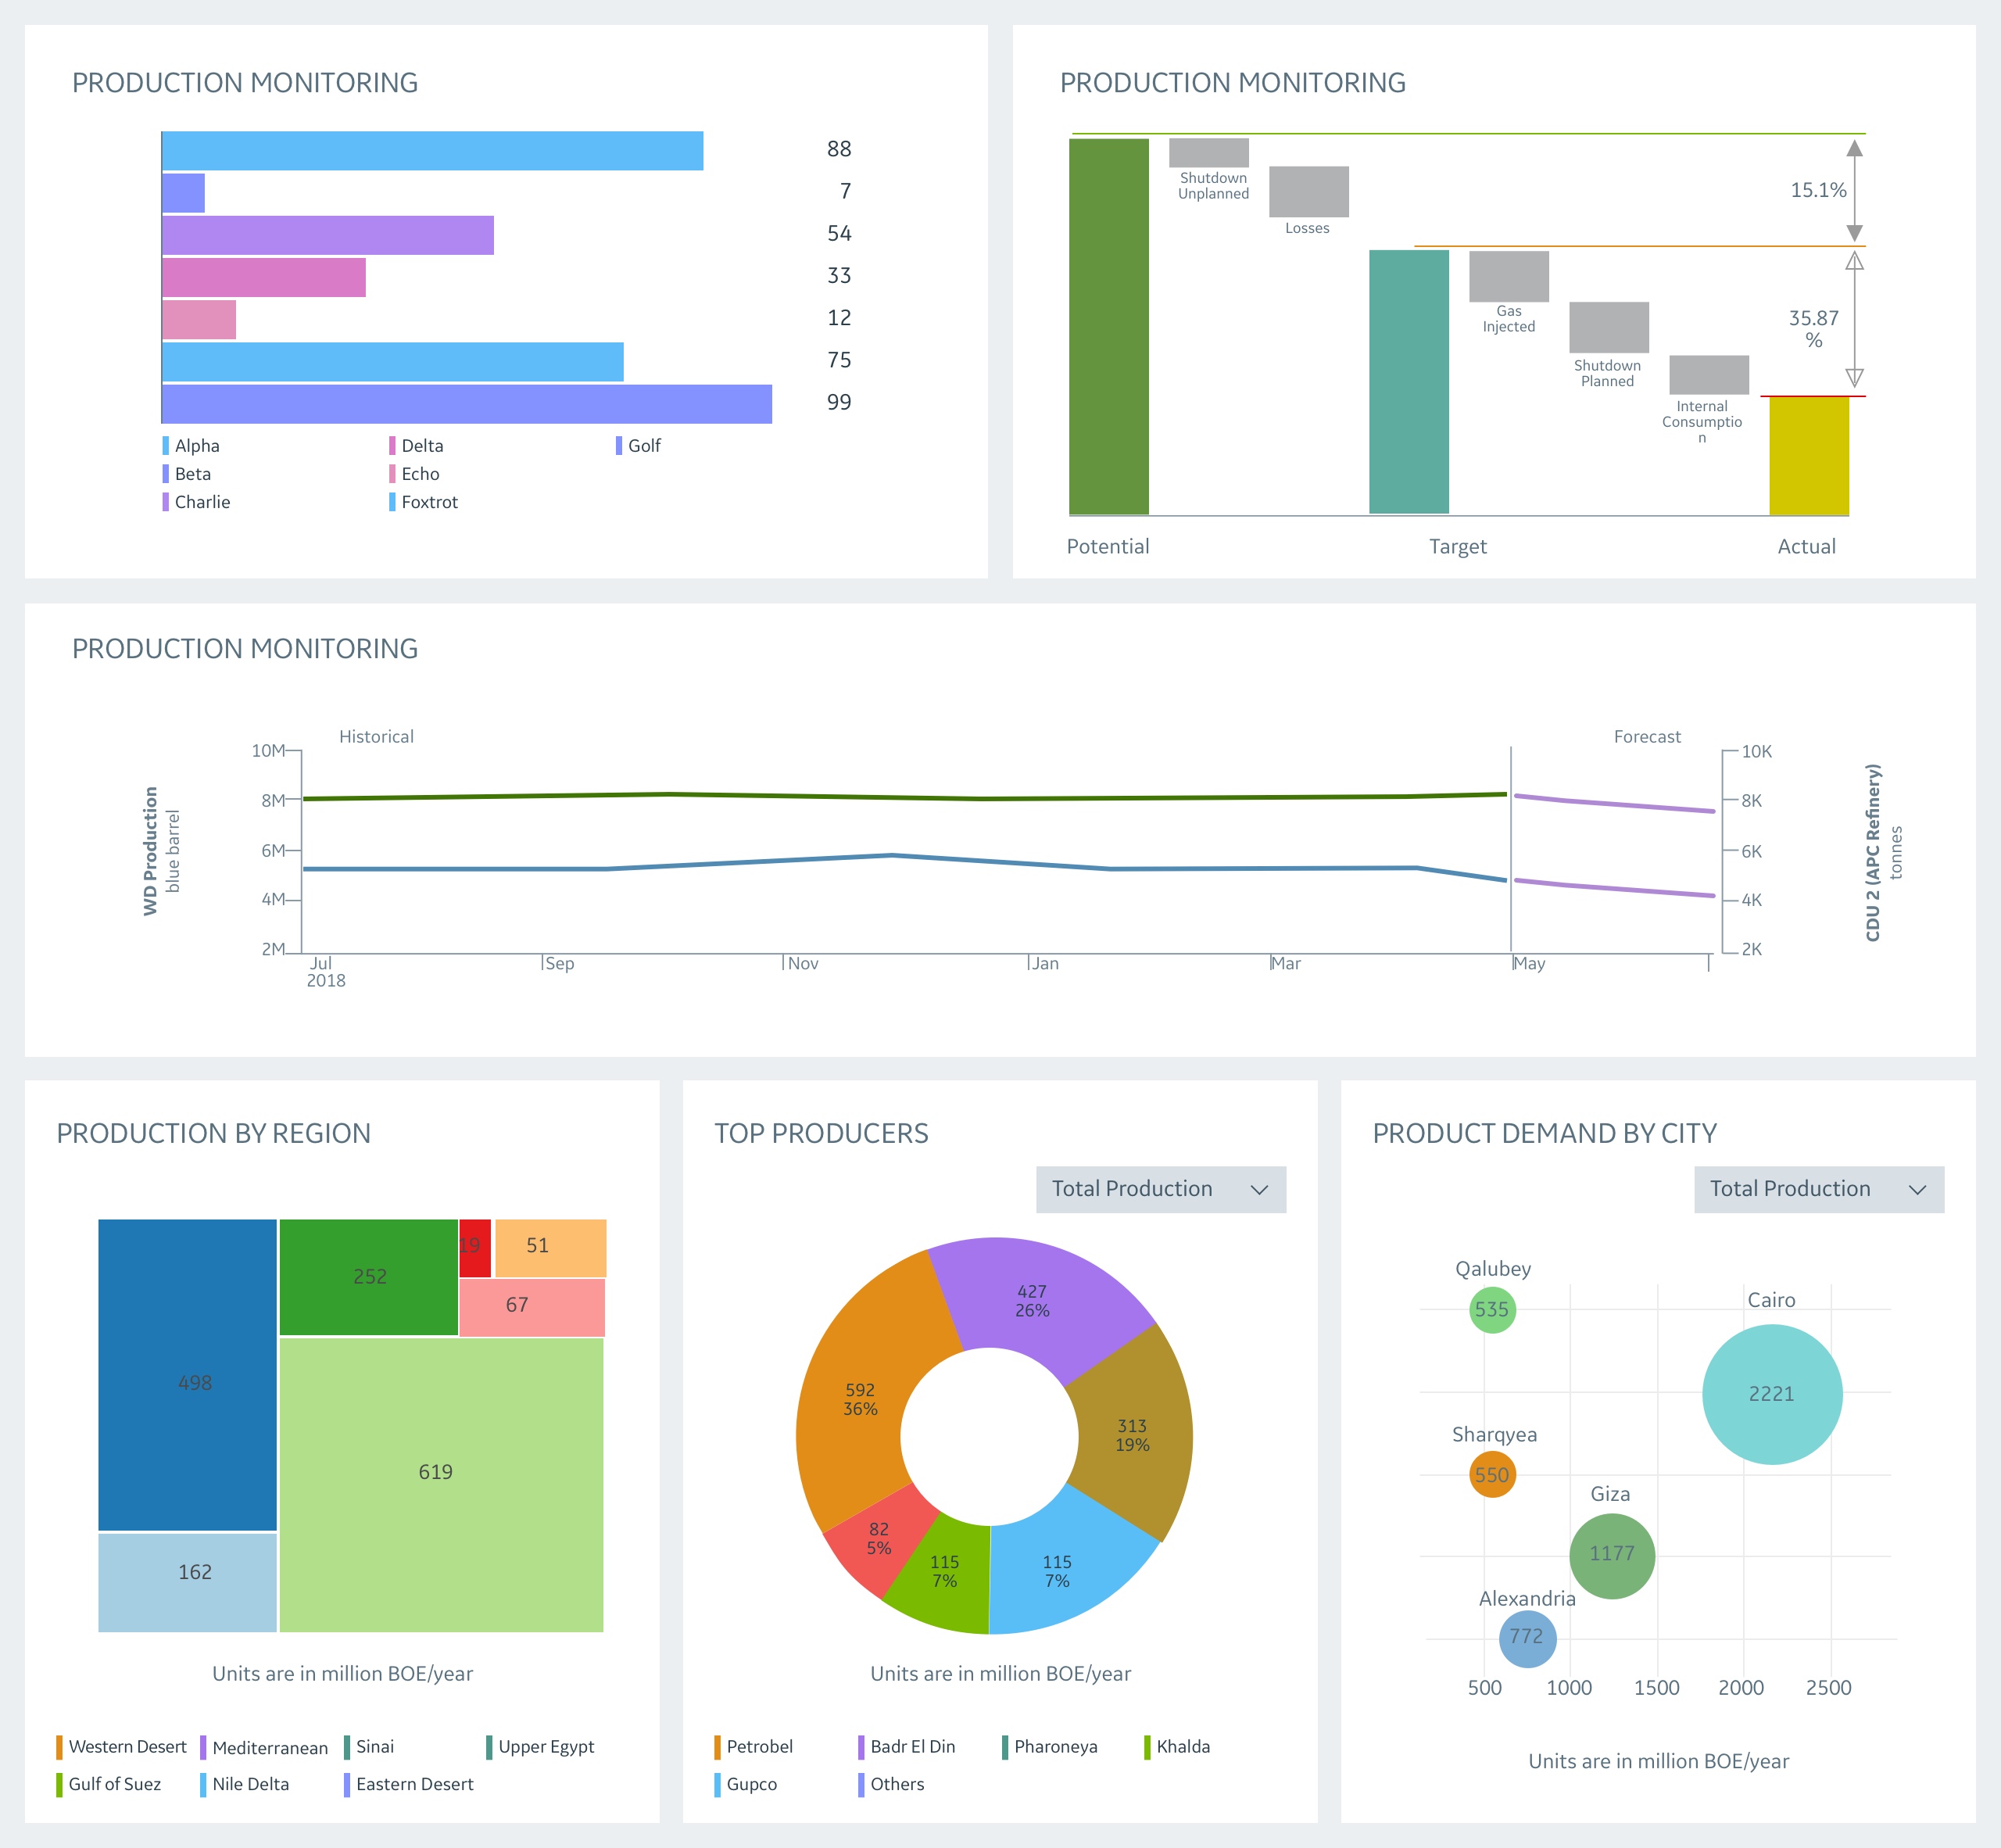 PRODUCTION MONITORING
88
7
54
33
12
75
99
Alpha
Delta
Golf
Beta
Echo
Charlie
Foxtrot
PRODUCTION MONITORING
Shutdown
Unplanned
Losses
15.1%
Gas
Injected
Shutdown
Planned
35.87
%
Internal
Consumptio
n
Potential
Target
Actual
PRODUCTION MONITORING
Historical
Forecast
WD Production
blue barrel
10M
8M
6M
4M
2M
10K
8K
6K
4K
2K
CDU 2 (APC Refinery)
tonnes
Jul
2018
Sep
Nov
Jan
Mar
May
PRODUCTION BY REGION
498
252
19
51
67
619
162
Units are in million BOE/year
Western Desert
Mediterranean
Sinai
Upper Egypt
Gulf of Suez
Nile Delta
Eastern Desert
TOP PRODUCERS
Total Production
427
26%
592
36%
313
19%
82
5%
115
7%
115
7%
Units are in million BOE/year
Petrobel
Badr El Din
Pharoneya
Khalda
Gupco
Others
PRODUCT DEMAND BY CITY
Total Production
Qalubey
535
Cairo
2221
Sharqyea
550
Giza
1177
Alexandria
772
500
1000
1500
2000
2500
Units are in million BOE/year